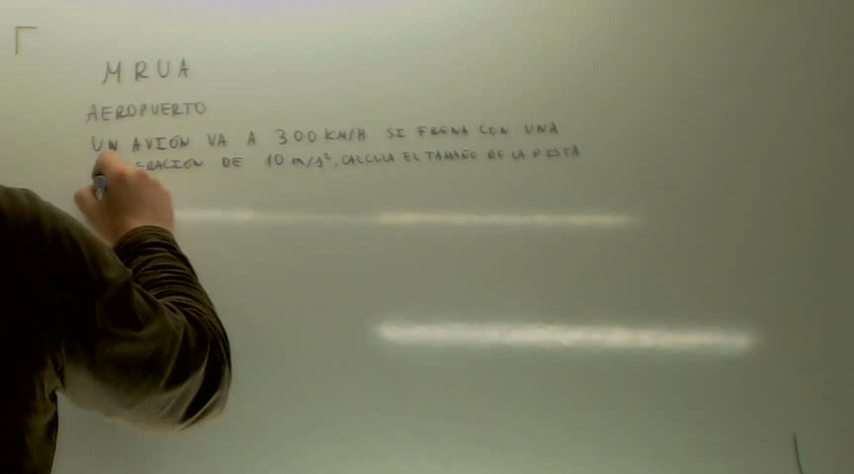 MRUA
AEROPUERTO
UN AVIÓN VA A 300 KM/H SI FRENA CON UNA
ERACIÓN DE 10 m/s², CALCULA EL TAMAÑO DE LA PISTA